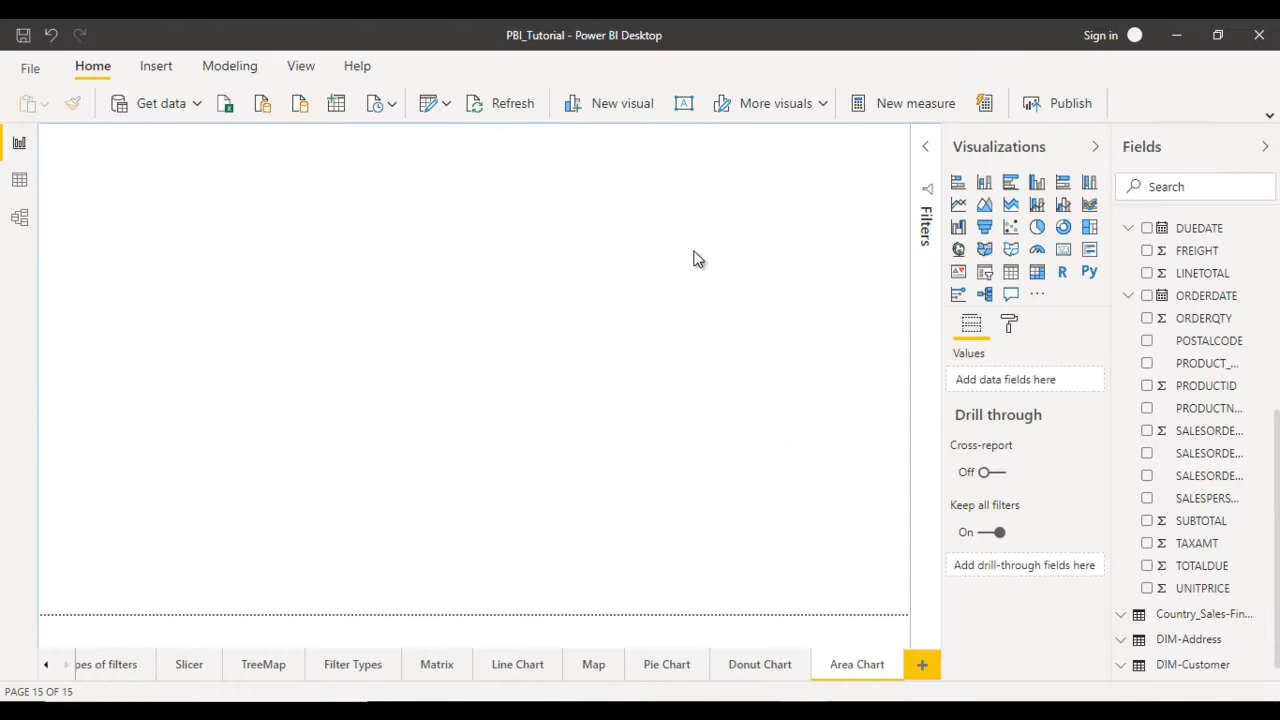 PBI_Tutorial - Power BI Desktop
Sign in
File
Home
Insert
Modeling
View
Help
Get data
Refresh
New visual
A
More visuals
New measure
Publish
Filters
Visualizations
123
R
Py
Values
Add data fields here
Drill through
Cross-report
Off
Keep all filters
On
Add drill-through fields here
Fields
Search
DUEDATE
Σ FREIGHT
Σ LINETOTAL
ORDERDATE
Σ ORDERQTY
POSTALCODE
PRODUCT_...
Σ PRODUCTID
PRODUCTN...
Σ SALESORDE...
SALESORDE...
SALESORDE...
SALESPERS...
Σ SUBTOTAL
Σ TAXAMT
Σ TOTALDUE
Σ UNITPRICE
Country_Sales-Fin...
DIM-Address
DIM-Customer
pes of filters
Slicer
TreeMap
Filter Types
Matrix
Line Chart
Map
Pie Chart
Donut Chart
Area Chart
PAGE 15 OF 15